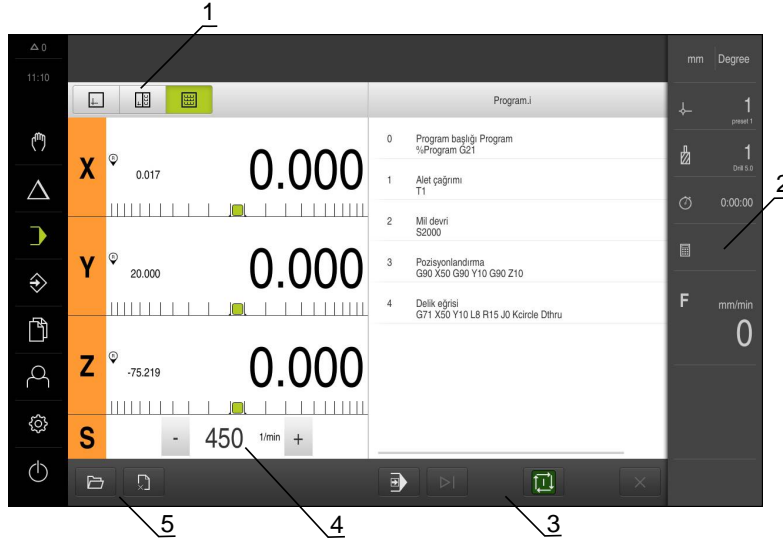 1
0
11:10
mm Degree
Program.i
1
preset 1
1
Drill 5.0
0:00:00
2
F mm/min
0
X R 0.017 0.000
Y R 20.000 0.000
Z R -75.219 0.000
S - 450 1/min +
0 Program başlığı Program
%Program G21
1 Alet çağrımı
T1
2 Mil devri
S2000
3 Pozisyonlandırma
G90 X50 G90 Y10 G90 Z10
4 Delik eğrisi
G71 X50 Y10 L8 R15 J0 Kcircle Dthru
5
4
3